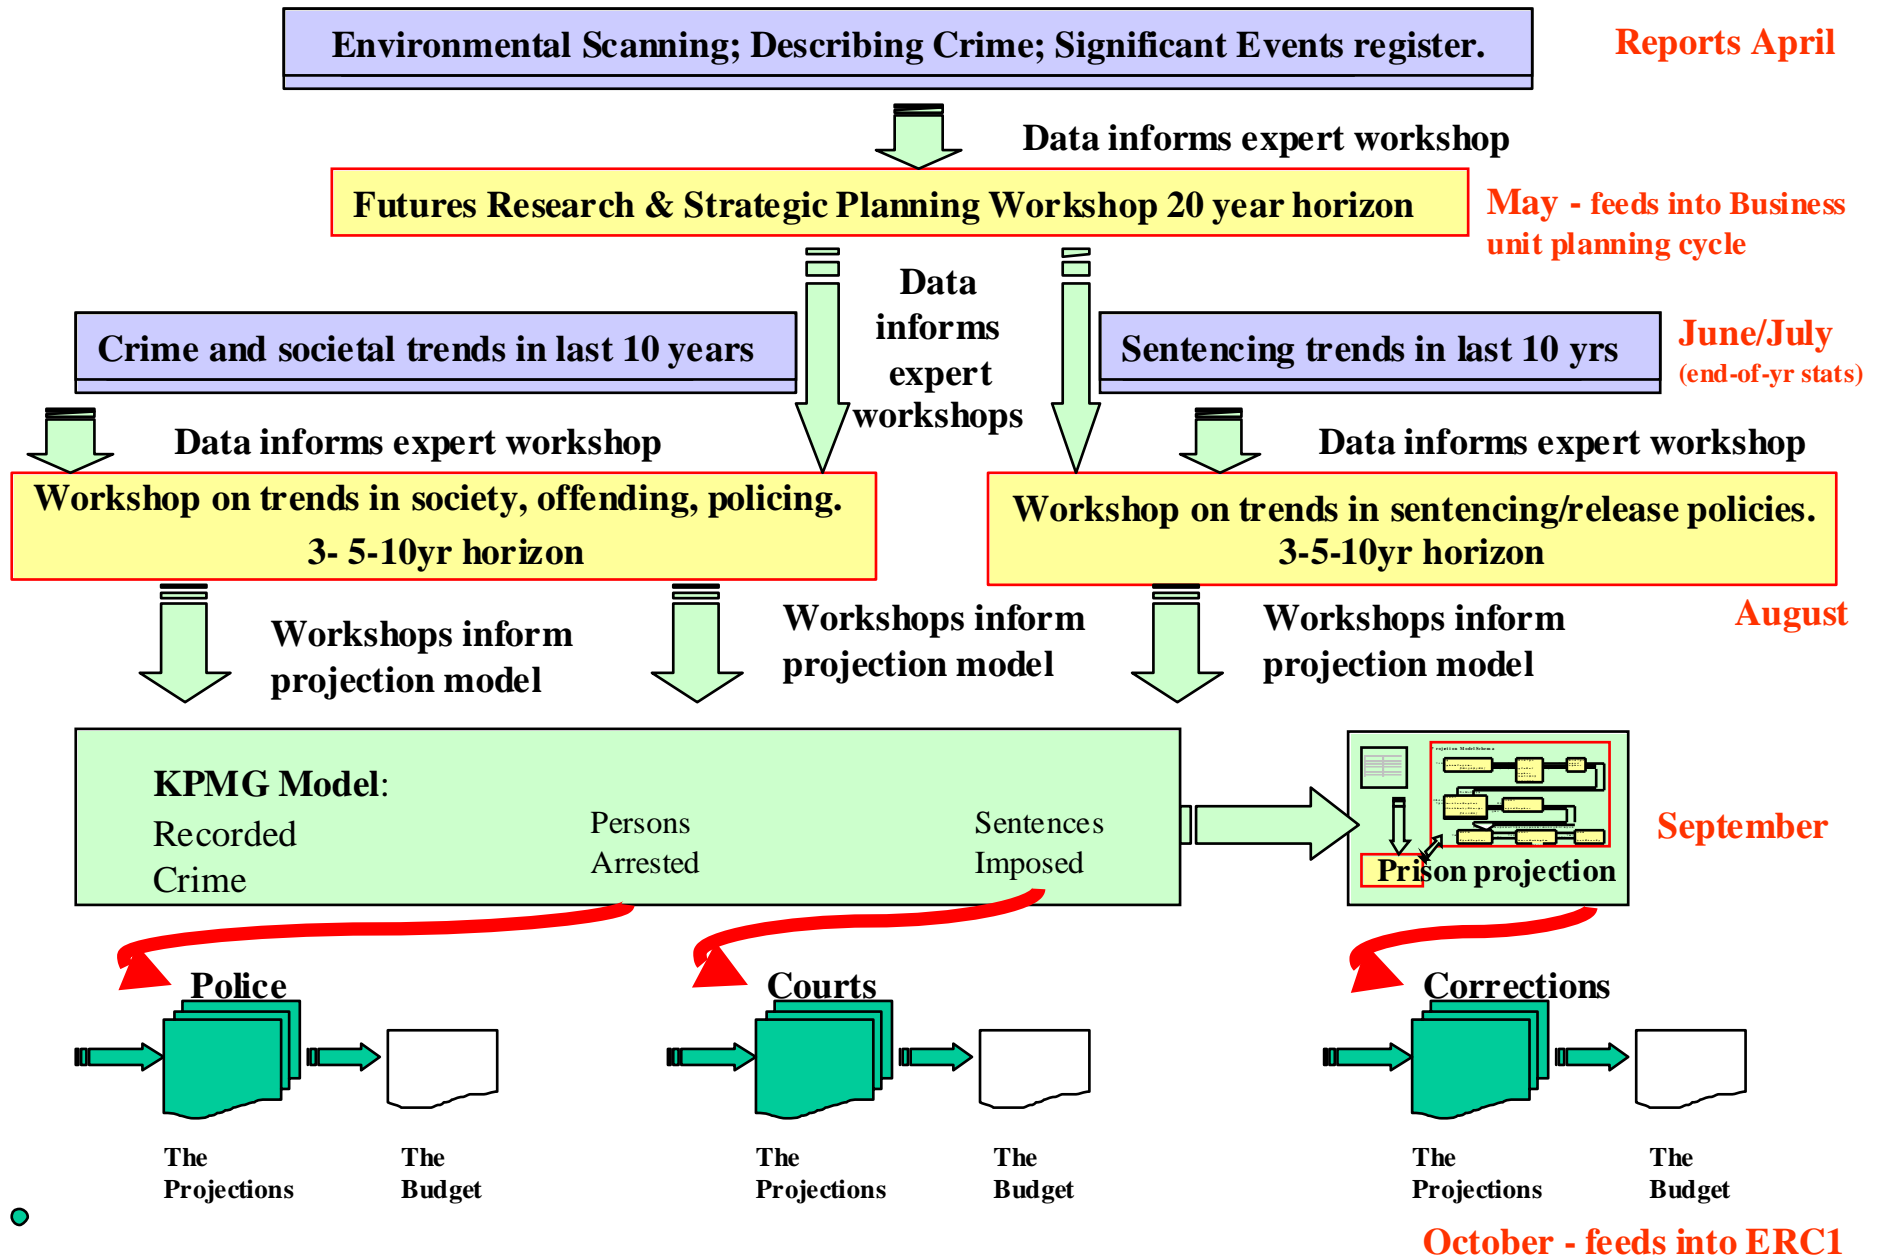 Environmental Scanning; Describing Crime; Significant Events register.
Reports April
Data informs expert workshop
Futures Research & Strategic Planning Workshop 20 year horizon
May - feeds into Business
unit planning cycle
Data
informs
expert
workshops
Crime and societal trends in last 10 years
Sentencing trends in last 10 yrs
June/July
(end-of-yr stats)
Data informs expert workshop
Data informs expert workshop
Workshop on trends in society, offending, policing.
3- 5-10yr horizon
Workshop on trends in sentencing/release policies.
3-5-10yr horizon
August
Workshops inform
projection model
Workshops inform
projection model
Workshops inform
projection model
KPMG Model:
Recorded
Crime
Persons
Arrested
Sentences
Imposed
Projection Model Schema
Prison projection
September
Police
Courts
Corrections
The
Projections
The
Budget
The
Projections
The
Budget
The
Projections
The
Budget
October - feeds into ERC1